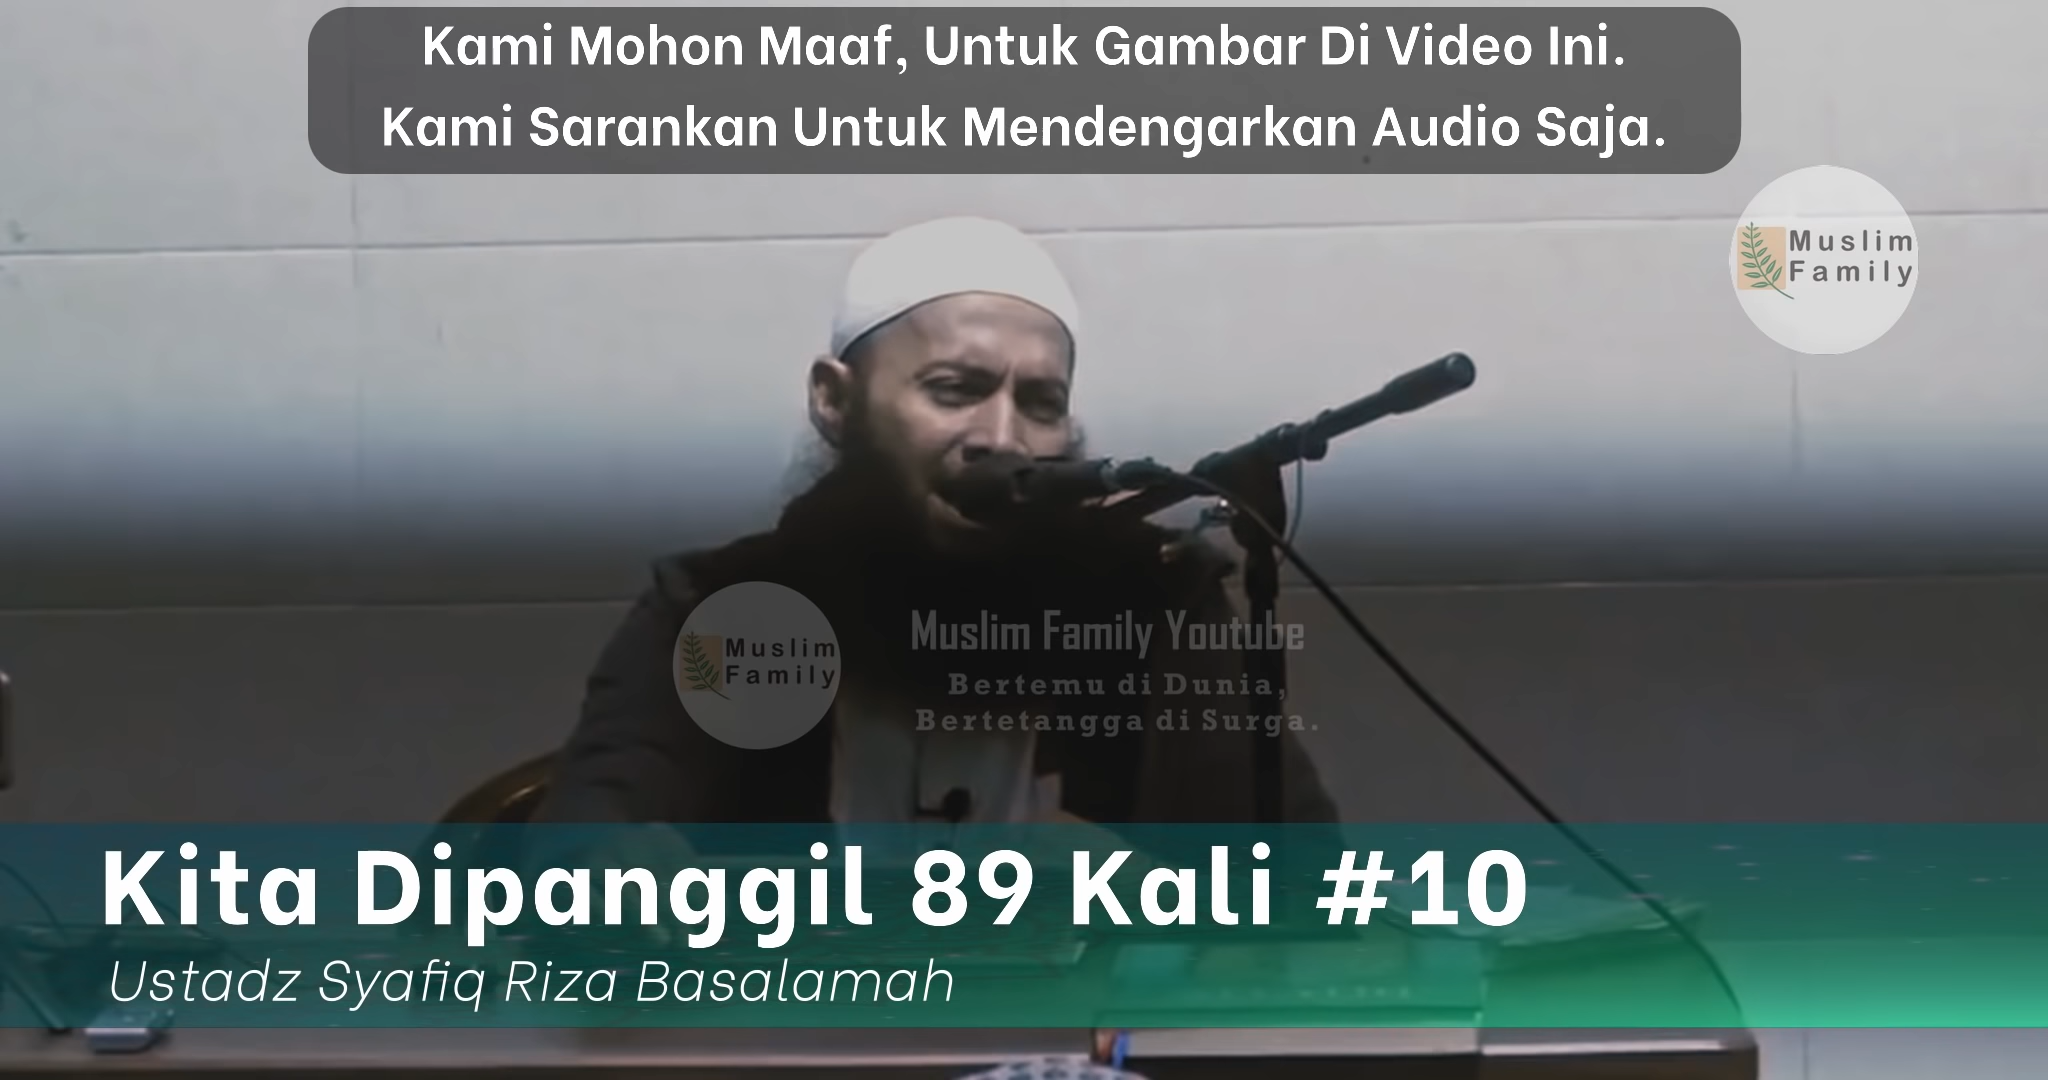 Kami Mohon Maaf, Untuk Gambar Di Video Ini.
Kami Sarankan Untuk Mendengarkan Audio Saja.
Muslim
Family
Muslim
Family
Muslim Family Youtube
Bertemu di Dunia,
Bertetangga di Surga.
Kita Dipanggil 89 Kali #10
Ustadz Syafiq Riza Basalamah